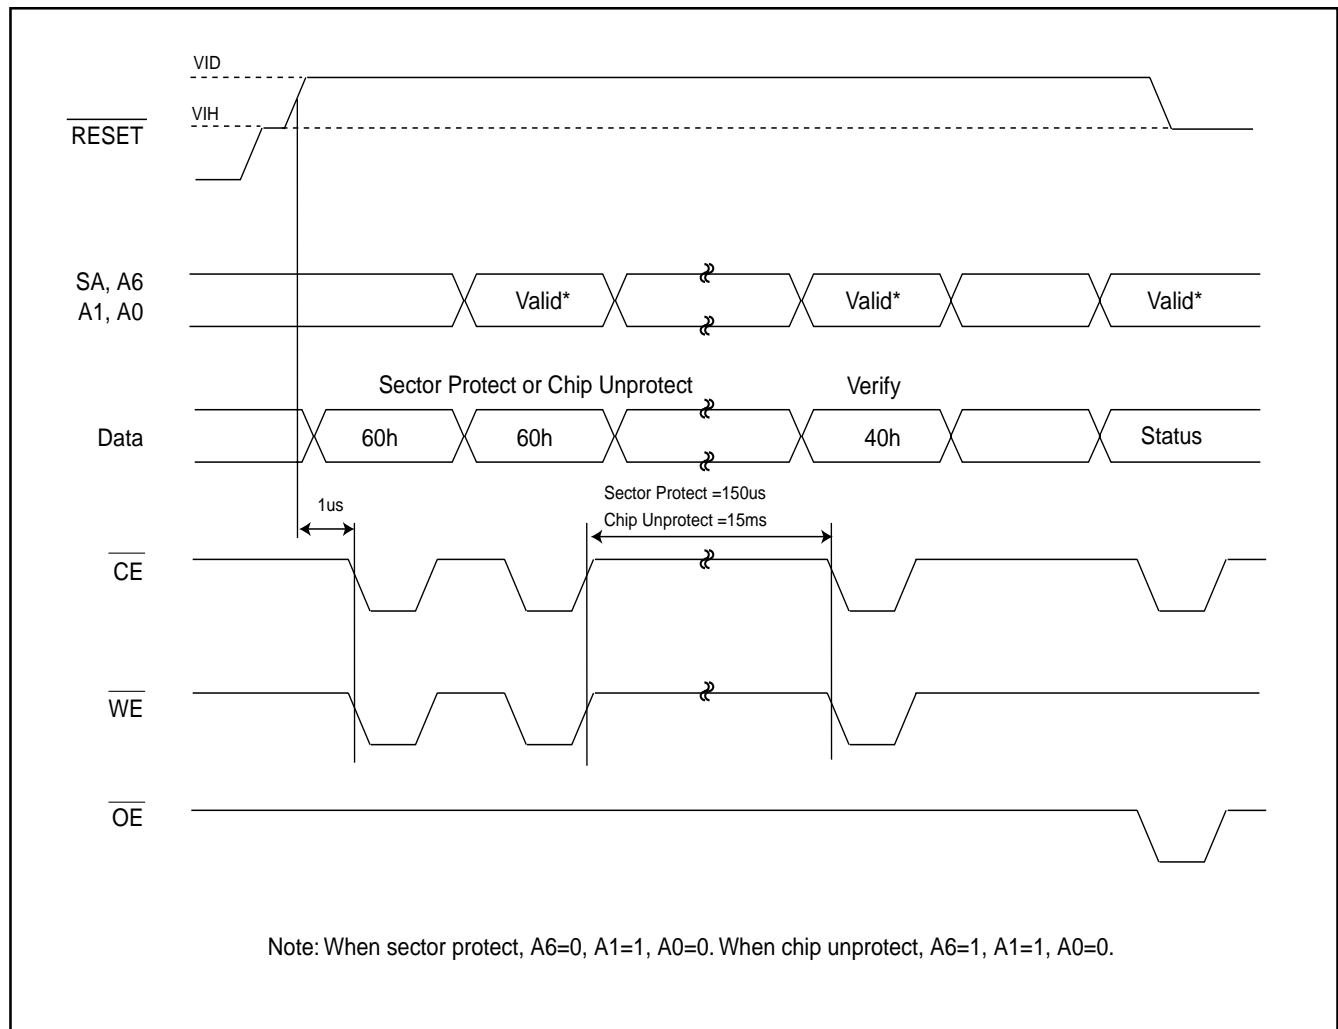 VID
VIH
RESET
SA, A6
A1, A0
Valid*
Valid*
Valid*
Sector Protect or Chip Unprotect
Verify
Data
60h
60h
40h
Status
1us
Sector Protect =150us
Chip Unprotect =15ms
CE
WE
OE
Note: When sector protect, A6=0, A1=1, A0=0. When chip unprotect, A6=1, A1=1, A0=0.